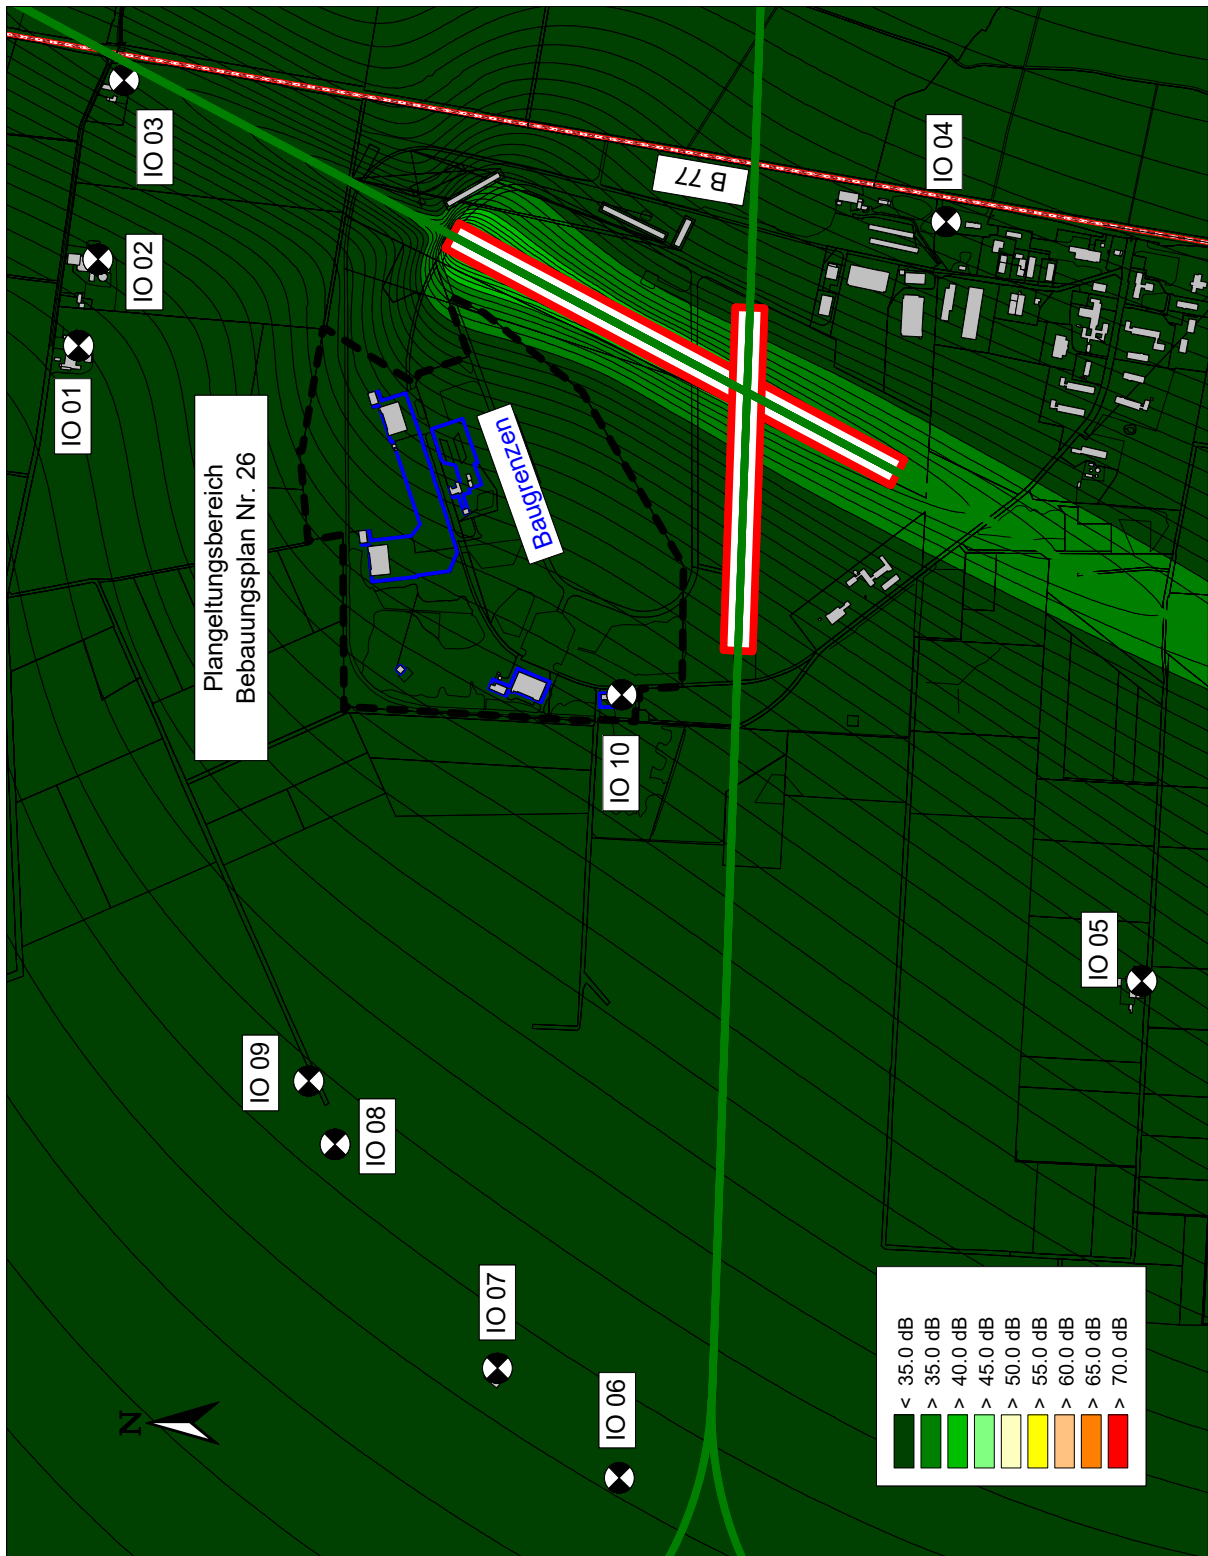 IO 03
IO 02
IO 01
IO 04
B 77
Plangeltungsbereich
Bebauungsplan Nr. 26
Baugrenzen
IO 10
IO 05
IO 09
IO 08
IO 07
IO 06
N
< 35.0 dB
> 35.0 dB
> 40.0 dB
> 45.0 dB
> 50.0 dB
> 55.0 dB
> 60.0 dB
> 65.0 dB
> 70.0 dB